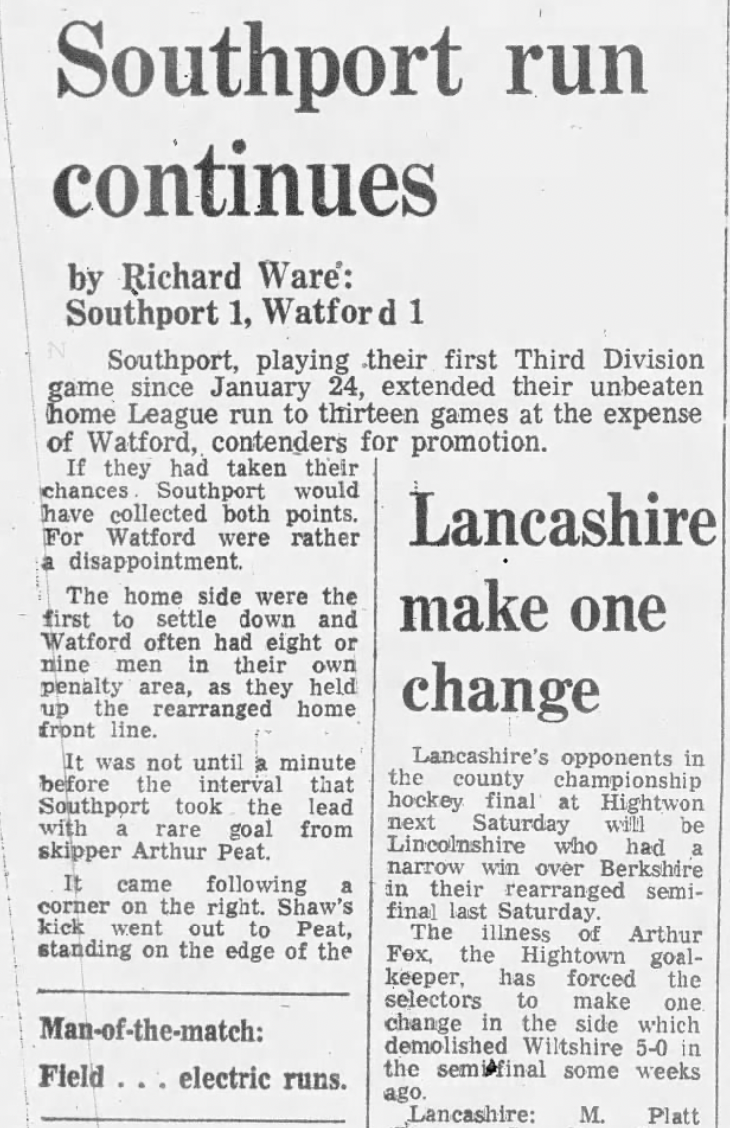 Southport run
continues
by Richard Ware:
Southport 1, Watford 1
Southport, playing their first Third Division
game since January 24, extended their unbeaten
home League run to thirteen games at the expense
of Watford, contenders for promotion.
If they had taken their
chances Southport would
have collected both points.
For Watford were rather
a disappointment.
The home side were the
first to settle down and
Watford often had eight or
nine men in their own
penalty area, as they held
up the rearranged home
front line.
It was not until a minute
before the interval that
Southport took the lead
with a rare goal from
skipper Arthur Peat.
It came following a
corner on the right. Shaw's
kick went out to Peat,
standing on the edge of the
Man-of-the-match:
Field . . . electric runs.
Lancashire
make one
change
Lancashire's opponents in
the county championship
hockey final at Hightwon
next Saturday will be
Lincolnshire who had a
narrow win over Berkshire
in their rearranged semi-
final last Saturday.
The illness of Arthur
Fox, the Hightown goal-
keeper, has forced the
selectors to make one
change in the side which
demolished Wiltshire 5-0 in
the semi-final some weeks
ago.
Lancashire: M. Platt